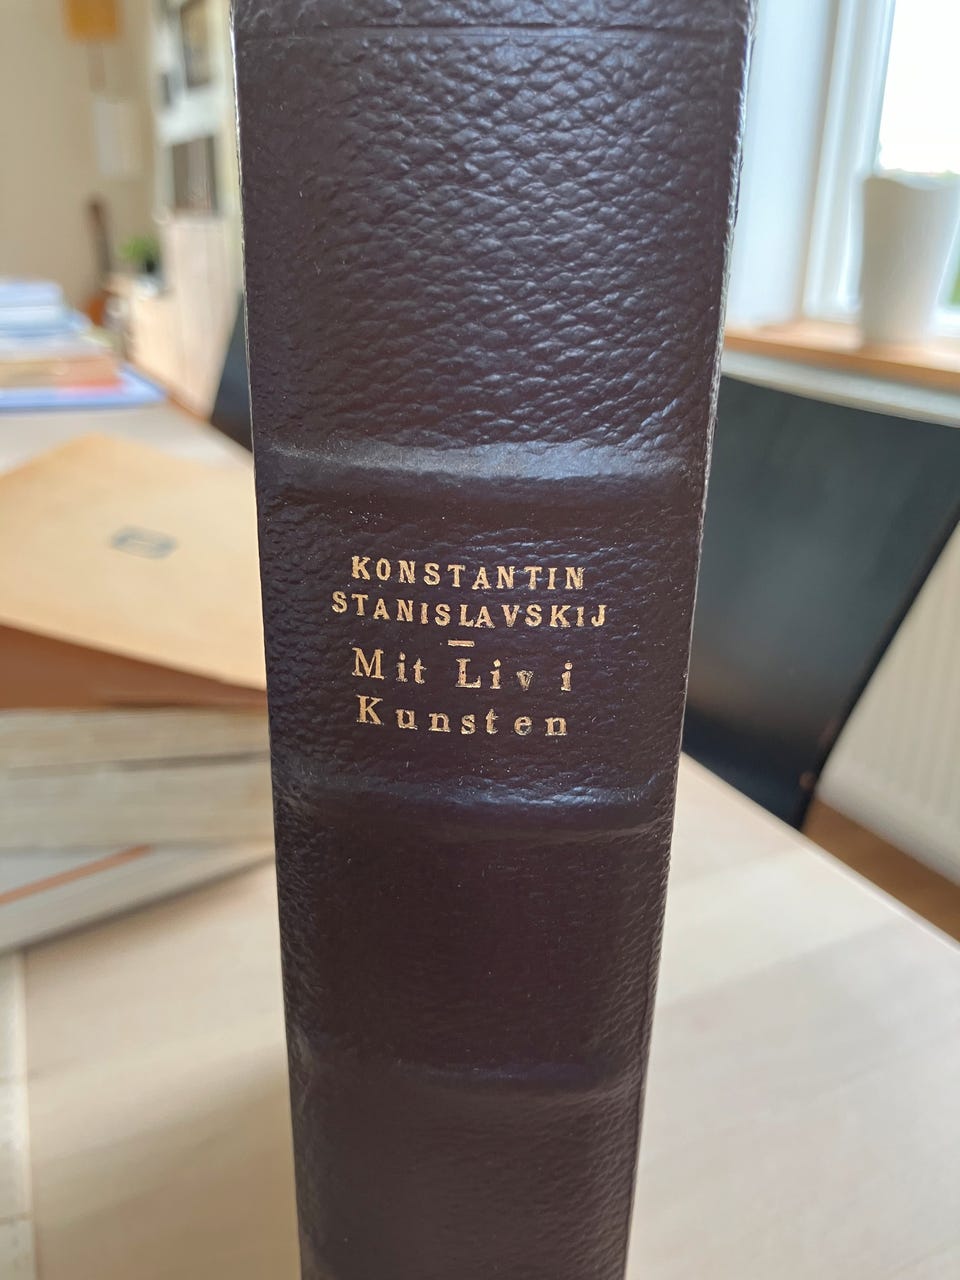 KONSTANTIN
STANISLAVSKIJ
Mit Liv i
Kunsten